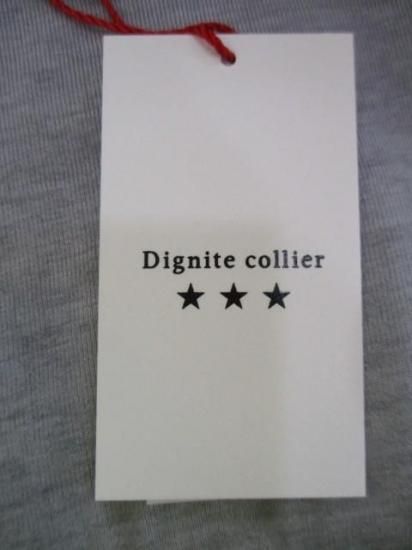 Dignite collier
★ ★ ★